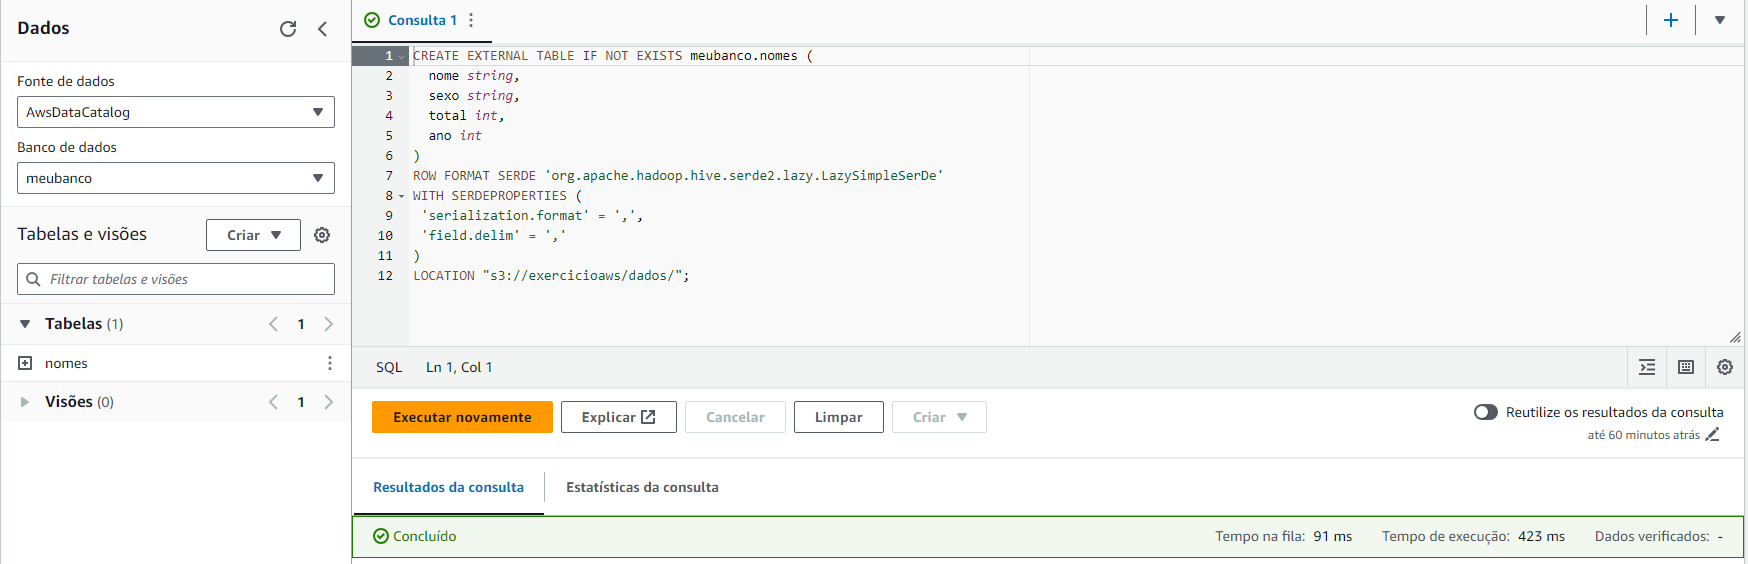 Dados
Fonte de dados
AwsDataCatalog
Banco de dados
meubanco
Tabelas e visões
Criar
Filtrar tabelas e visões
Tabelas (1)
1
nomes
Visões (0)
1
Consulta 1
1 CREATE EXTERNAL TABLE IF NOT EXISTS meubanco.nomes (
2 nome string,
3 sexo string,
4 total int,
5 ano int
6 )
7 ROW FORMAT SERDE 'org.apache.hadoop.hive.serde2.lazy.LazySimpleSerDe'
8 WITH SERDEPROPERTIES (
9 'serialization.format' = ',',
10 'field.delim' = ','
11 )
12 LOCATION "s3://exercicioaws/dados/";
SQL Ln 1, Col 1
Executar novamente Explicar Cancelar Limpar Criar
Reutilize os resultados da consulta
até 60 minutos atrás
Resultados da consulta Estatísticas da consulta
Concluído Tempo na fila: 91 ms Tempo de execução: 423 ms Dados verificados: -